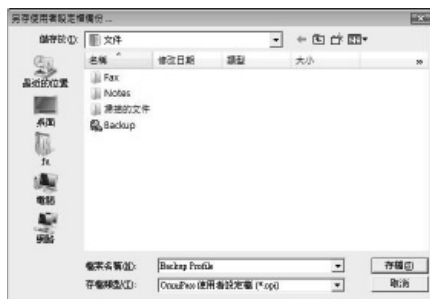 另存使用者設定檔備份 ...
儲存於(I): 文件
名稱 修改日期 類型 大小 »
Fax
Notes
掃描的文件
Backup
最近的位置
桌面
fx
電腦
網路
檔案名稱(N): Backup Profile 存檔(S)
存檔類型(T): OmniPass 使用者設定檔 (*.opi) 取消